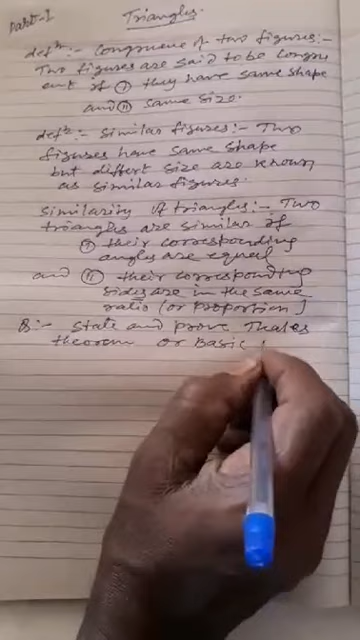 Part-I
Triangles.
defⁿ:- Congruence of two figures:-
Two figures are said to be congru
ent if (i) they have same shape
and (ii) same size.
defⁿ:- Similar figures:- Two
figures have same shape
but differt size are known
as similar figures.
Similarity of triangles:- Two
triangles are similar if
(i) their corresponding
angles are equal
and (ii) their corresponding
sides are in the same
ratio (or proportion)
Q:- State and prove Thales
theorem or Basic